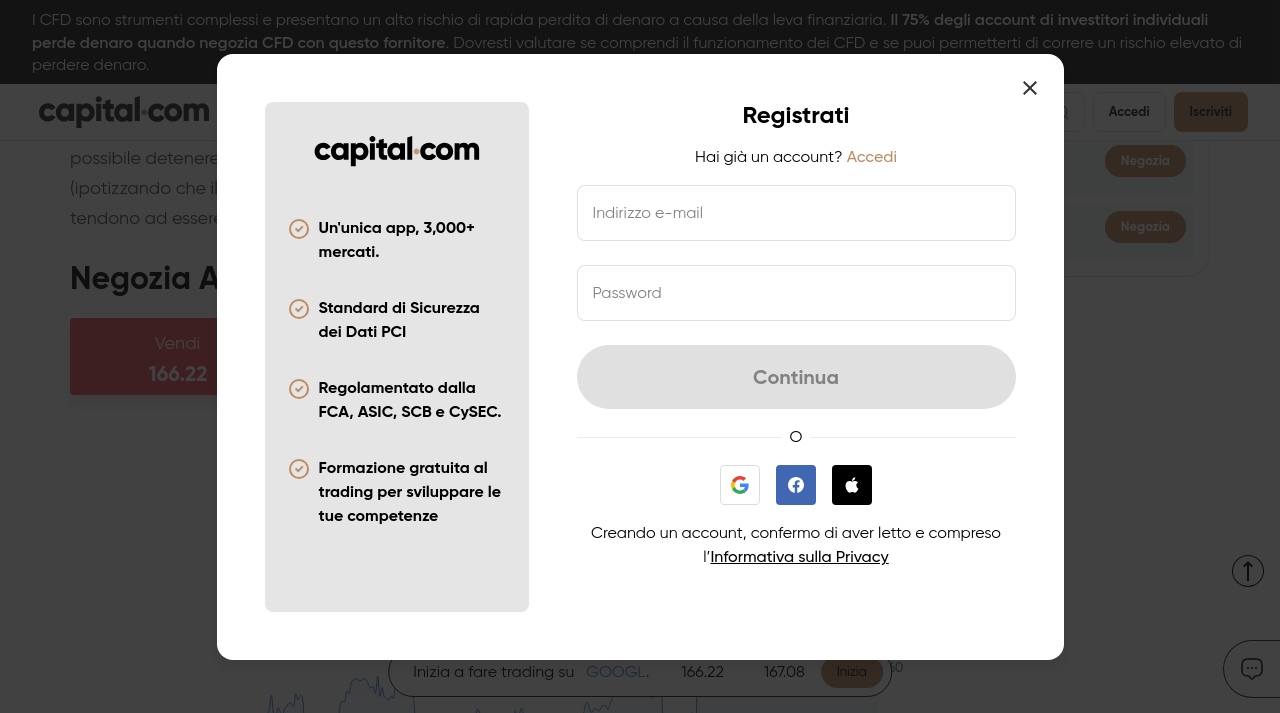 I CFD sono strumenti complessi e presentano un alto rischio di rapida perdita di denaro a causa della leva finanziaria. Il 75% degli account di investitori individuali
perde denaro quando negozia CFD con questo fornitore. Dovresti valutare se comprendi il funzionamento dei CFD e se puoi permetterti di correre un rischio elevato di
perdere denaro.
capital.com
Accedi
Iscriviti
possibile detenere
(ipotizzando che il
tendono ad essere
Negozia
Negozia
Negozia A
Vendi
166.22
capital.com
Un'unica app, 3,000+
mercati.
Standard di Sicurezza
dei Dati PCI
Regolamentato dalla
FCA, ASIC, SCB e CySEC.
Formazione gratuita al
trading per sviluppare le
tue competenze
Registrati
Hai già un account? Accedi
Indirizzo e-mail
Password
Continua
O
Creando un account, confermo di aver letto e compreso
l’Informativa sulla Privacy
Inizia a fare trading su GOOGL. 166.22 167.08 Inizia